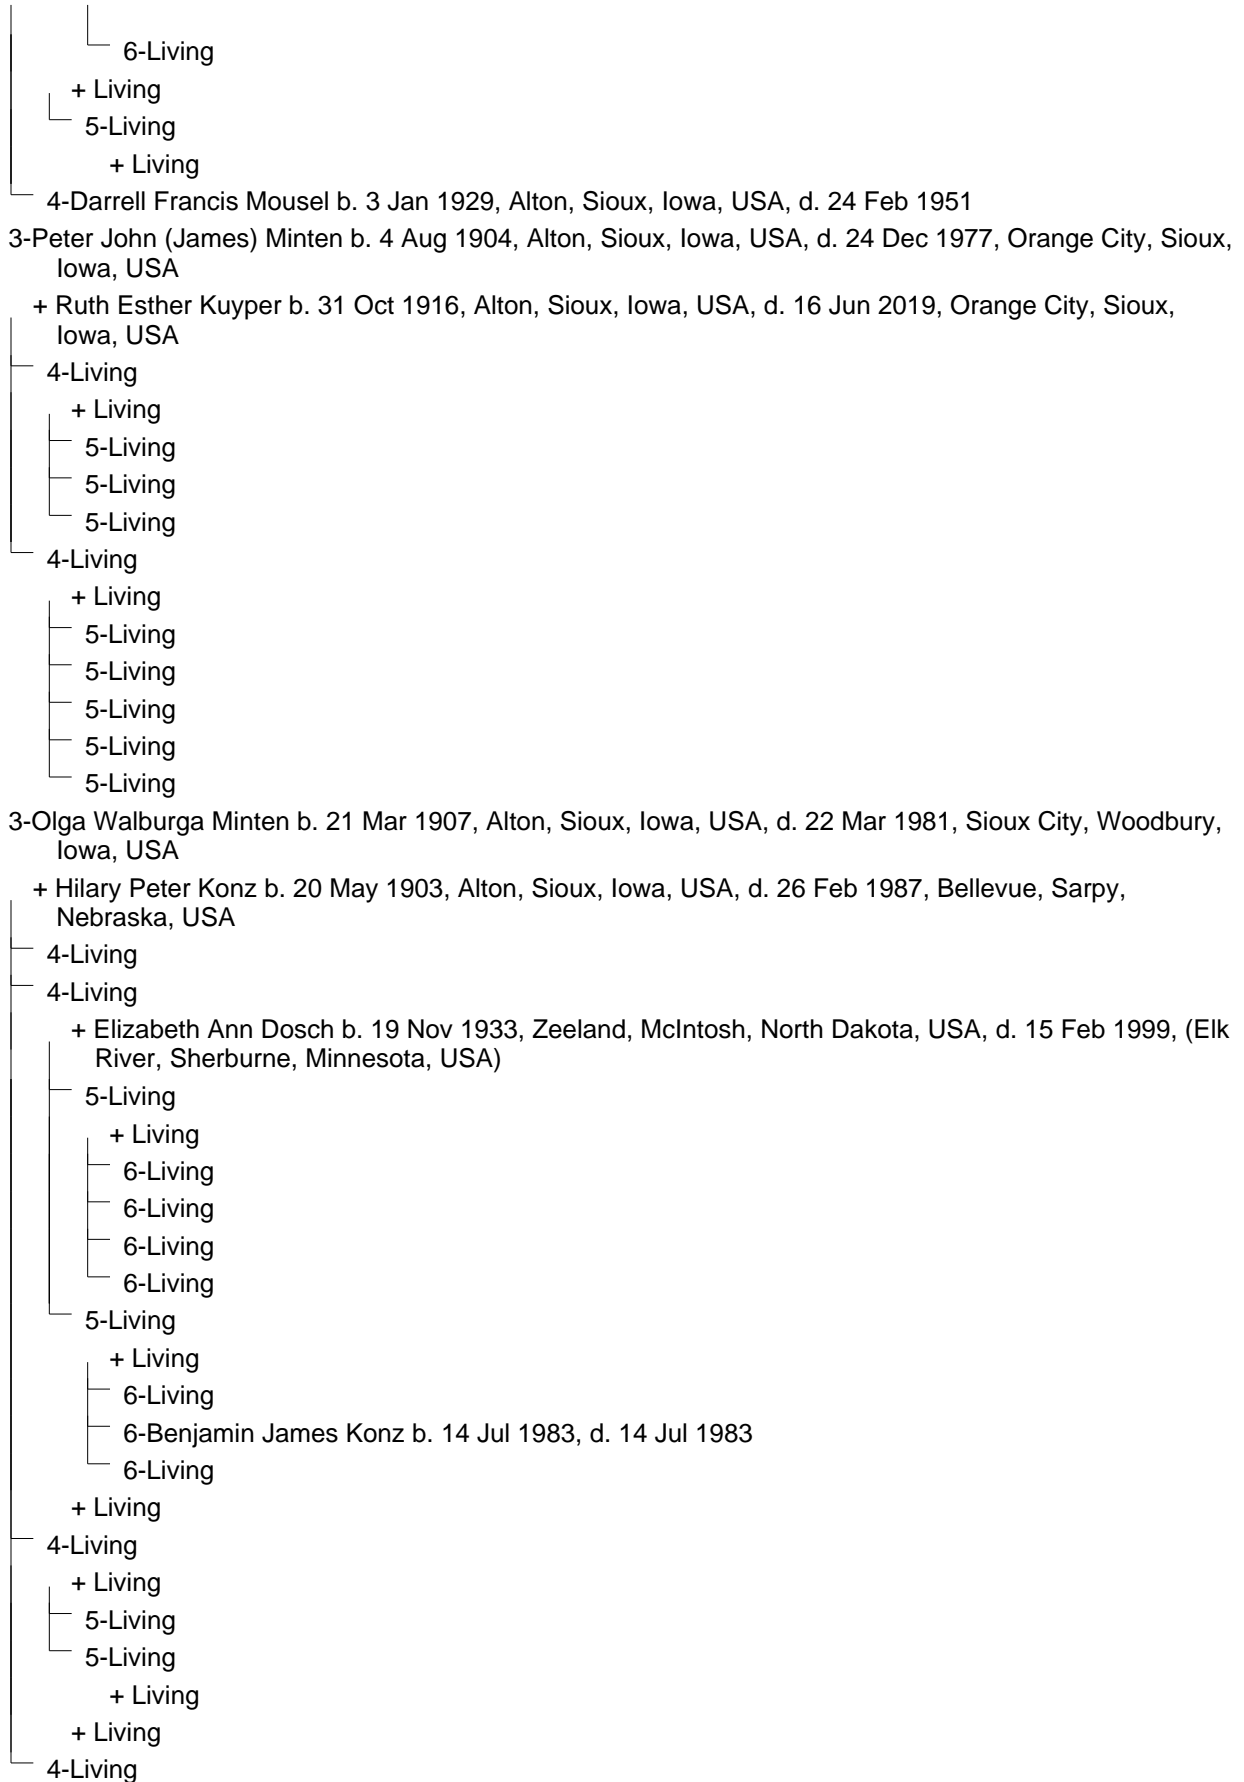 6-Living
+ Living
5-Living
+ Living
4-Darrell Francis Mousel b. 3 Jan 1929, Alton, Sioux, Iowa, USA, d. 24 Feb 1951
3-Peter John (James) Minten b. 4 Aug 1904, Alton, Sioux, Iowa, USA, d. 24 Dec 1977, Orange City, Sioux,
Iowa, USA
+ Ruth Esther Kuyper b. 31 Oct 1916, Alton, Sioux, Iowa, USA, d. 16 Jun 2019, Orange City, Sioux,
Iowa, USA
4-Living
+ Living
5-Living
5-Living
5-Living
4-Living
+ Living
5-Living
5-Living
5-Living
5-Living
5-Living
3-Olga Walburga Minten b. 21 Mar 1907, Alton, Sioux, Iowa, USA, d. 22 Mar 1981, Sioux City, Woodbury,
Iowa, USA
+ Hilary Peter Konz b. 20 May 1903, Alton, Sioux, Iowa, USA, d. 26 Feb 1987, Bellevue, Sarpy,
Nebraska, USA
4-Living
4-Living
+ Elizabeth Ann Dosch b. 19 Nov 1933, Zeeland, McIntosh, North Dakota, USA, d. 15 Feb 1999, (Elk
River, Sherburne, Minnesota, USA)
5-Living
+ Living
6-Living
6-Living
6-Living
6-Living
5-Living
+ Living
6-Living
6-Benjamin James Konz b. 14 Jul 1983, d. 14 Jul 1983
6-Living
+ Living
4-Living
+ Living
5-Living
5-Living
+ Living
+ Living
4-Living